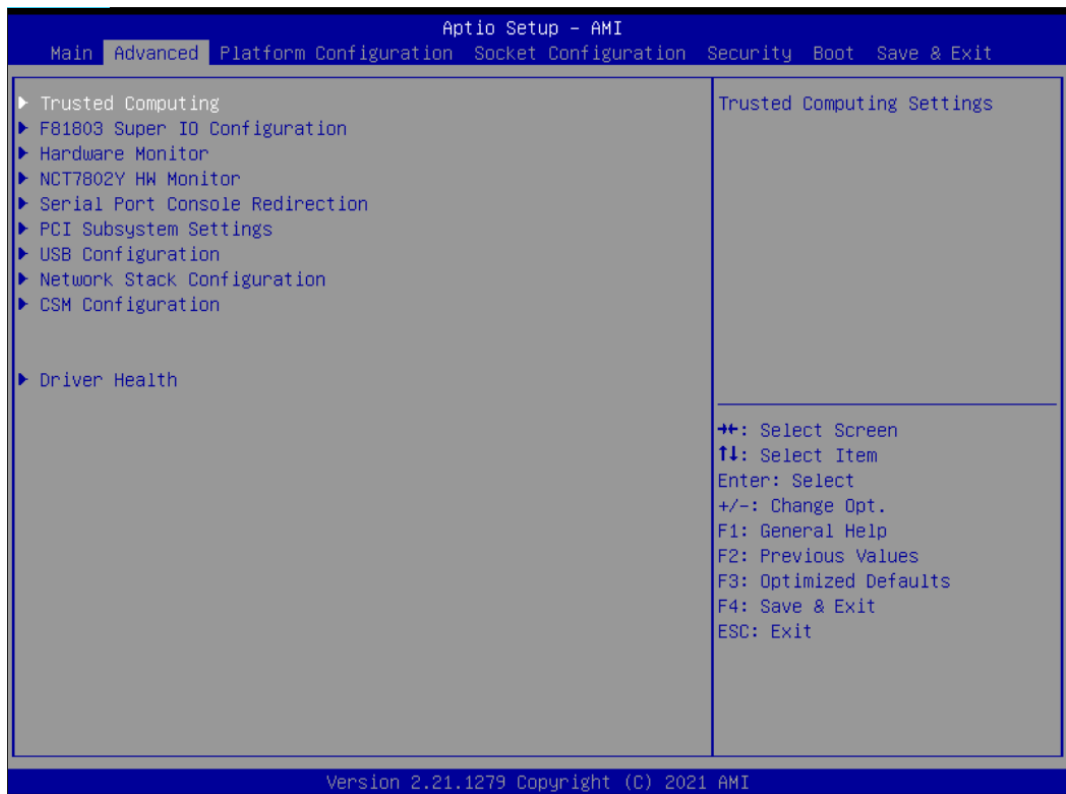 Aptio Setup – AMI
Main Advanced Platform Configuration Socket Configuration Security Boot Save & Exit
▶ Trusted Computing
▶ F81803 Super IO Configuration
▶ Hardware Monitor
▶ NCT7802Y HW Monitor
▶ Serial Port Console Redirection
▶ PCI Subsystem Settings
▶ USB Configuration
▶ Network Stack Configuration
▶ CSM Configuration
▶ Driver Health
Trusted Computing Settings
→←: Select Screen
↑↓: Select Item
Enter: Select
+/-: Change Opt.
F1: General Help
F2: Previous Values
F3: Optimized Defaults
F4: Save & Exit
ESC: Exit
Version 2.21.1279 Copyright (C) 2021 AMI